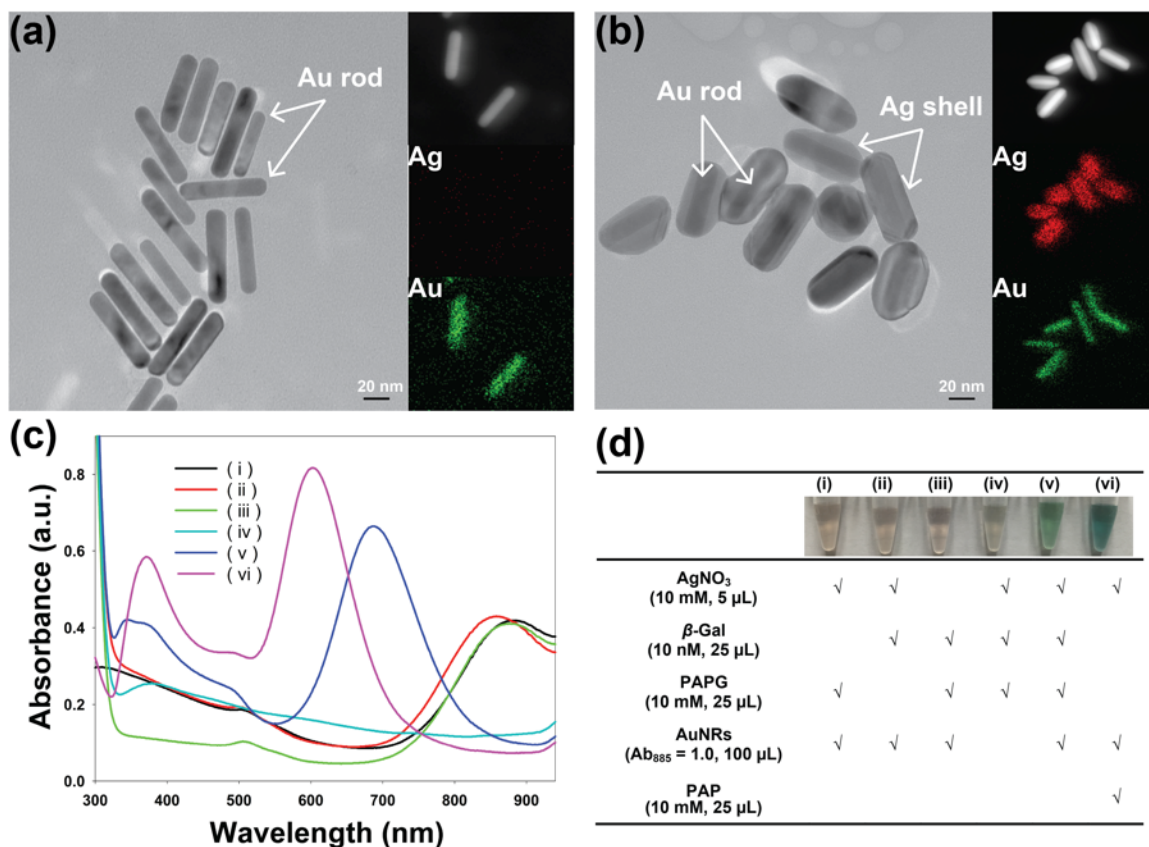 (a)
Au rod
Ag
Au
20 nm
(b)
Au rod
Ag shell
Ag
Au
20 nm
(c)
Absorbance (a.u.)
0.8
0.6
0.4
0.2
0.0
( i )
( ii )
( iii )
( iv )
( v )
( vi )
300 400 500 600 700 800 900
Wavelength (nm)
(d)
(i) (ii) (iii) (iv) (v) (vi)
AgNO₃ √ √ √ √ √
(10 mM, 5 µL)
β-Gal √ √ √ √
(10 nM, 25 µL)
PAPG √ √ √ √
(10 mM, 25 µL)
AuNRs √ √ √ √ √
(Ab₈₈₅ = 1.0, 100 µL)
PAP √
(10 mM, 25 µL)